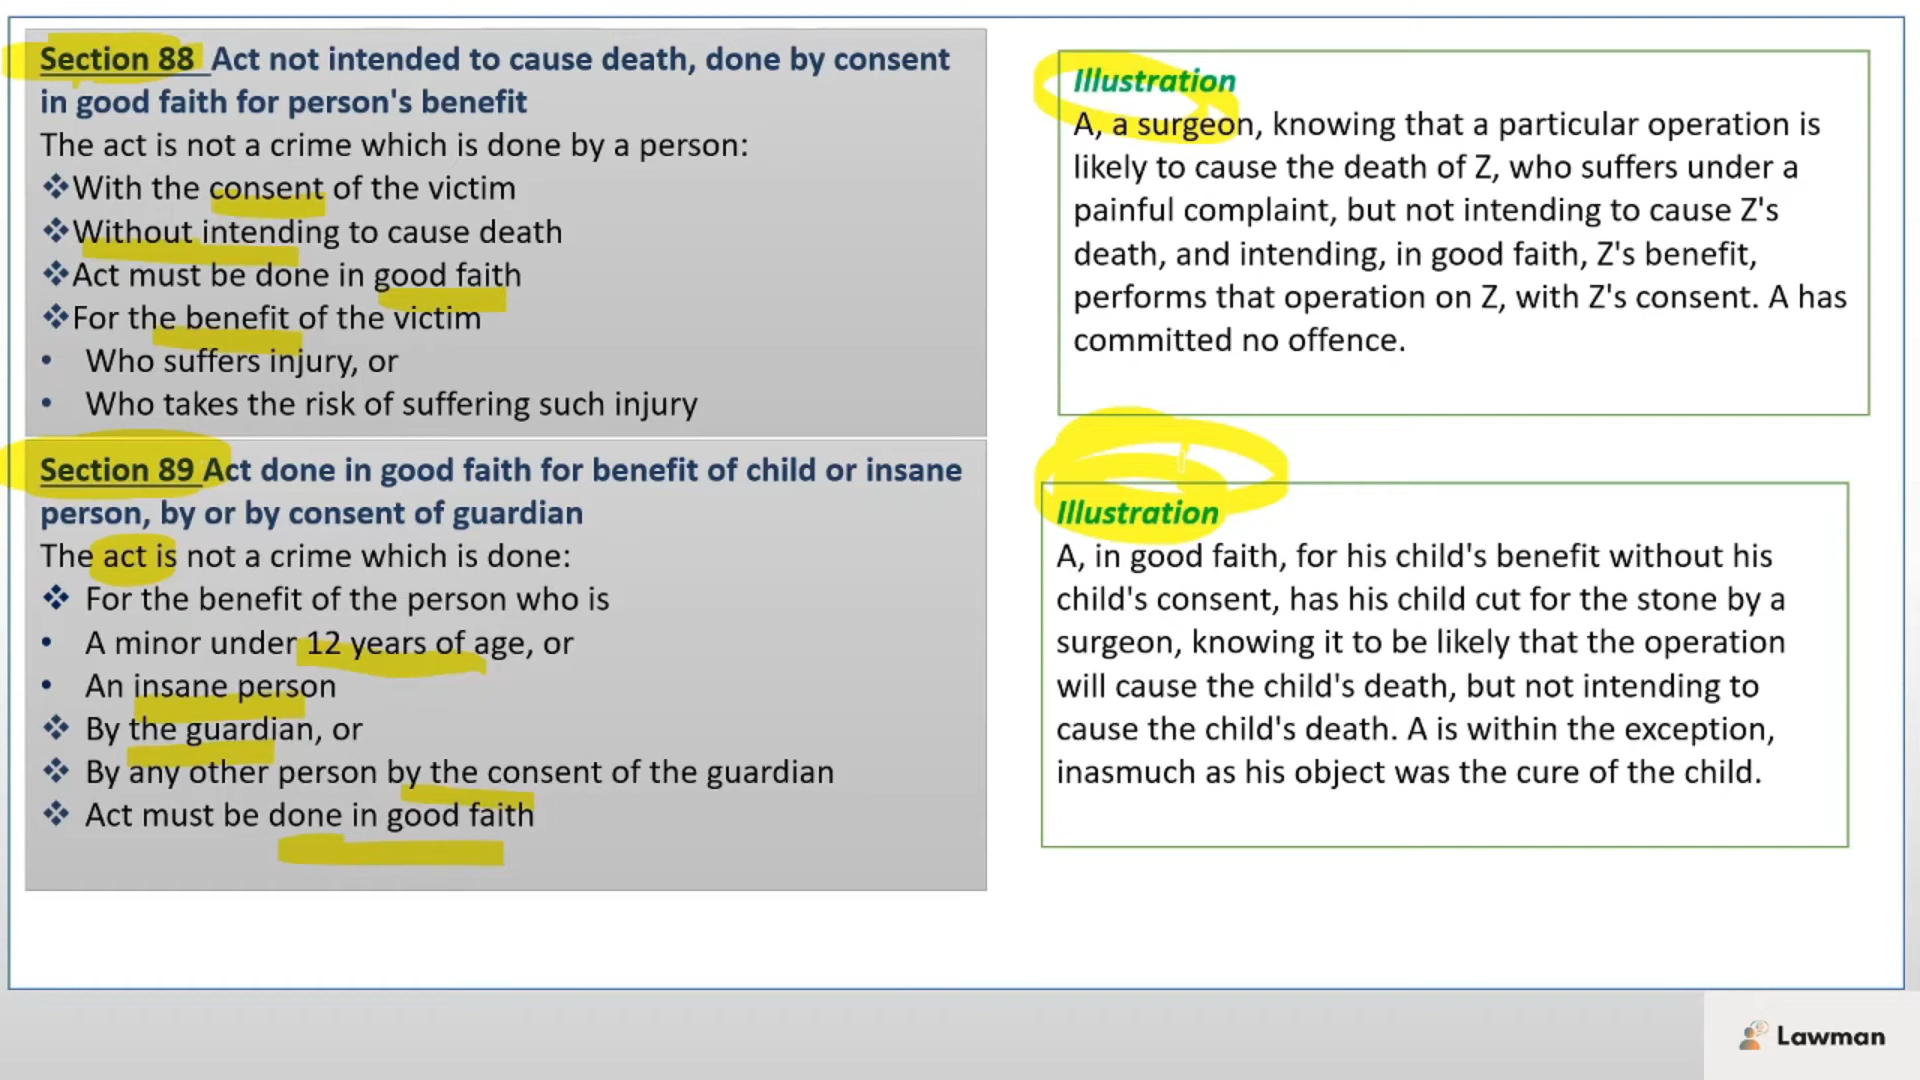 Section 88 Act not intended to cause death, done by consent
in good faith for person's benefit
The act is not a crime which is done by a person:
❖With the consent of the victim
❖Without intending to cause death
❖Act must be done in good faith
❖For the benefit of the victim
• Who suffers injury, or
• Who takes the risk of suffering such injury
Illustration
A, a surgeon, knowing that a particular operation is
likely to cause the death of Z, who suffers under a
painful complaint, but not intending to cause Z's
death, and intending, in good faith, Z's benefit,
performs that operation on Z, with Z's consent. A has
committed no offence.
Section 89 Act done in good faith for benefit of child or insane
person, by or by consent of guardian
The act is not a crime which is done:
❖ For the benefit of the person who is
• A minor under 12 years of age, or
• An insane person
❖ By the guardian, or
❖ By any other person by the consent of the guardian
❖ Act must be done in good faith
Illustration
A, in good faith, for his child's benefit without his
child's consent, has his child cut for the stone by a
surgeon, knowing it to be likely that the operation
will cause the child's death, but not intending to
cause the child's death. A is within the exception,
inasmuch as his object was the cure of the child.
Lawman